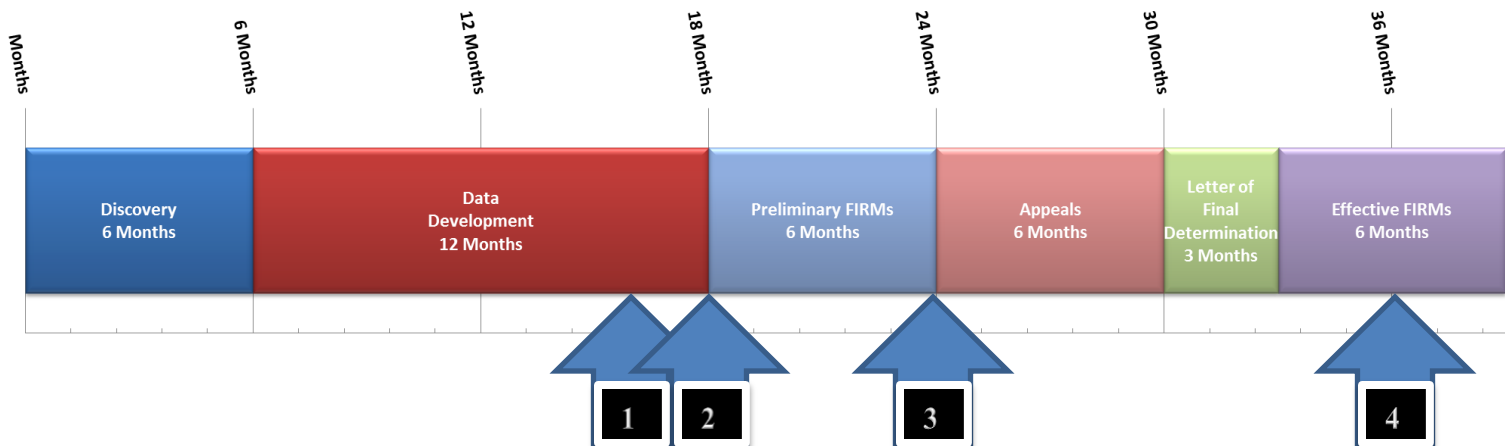 Months
6 Months
12 Months
18 Months
24 Months
30 Months
36 Months
Discovery
6 Months
Data
Development
12 Months
Preliminary FIRMs
6 Months
Appeals
6 Months
Letter of
Final
Determination
3 Months
Effective FIRMs
6 Months
1
2
3
4